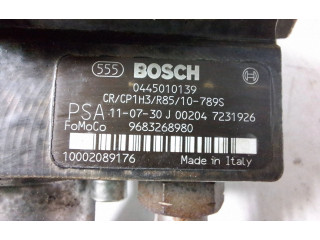 555 BOSCH
0445010139
CR/CP1H3/R85/10-789S
PSA 11-07-30 J 00204 7231926
FoMoCo 9683268980
10002089176 Made in Italy